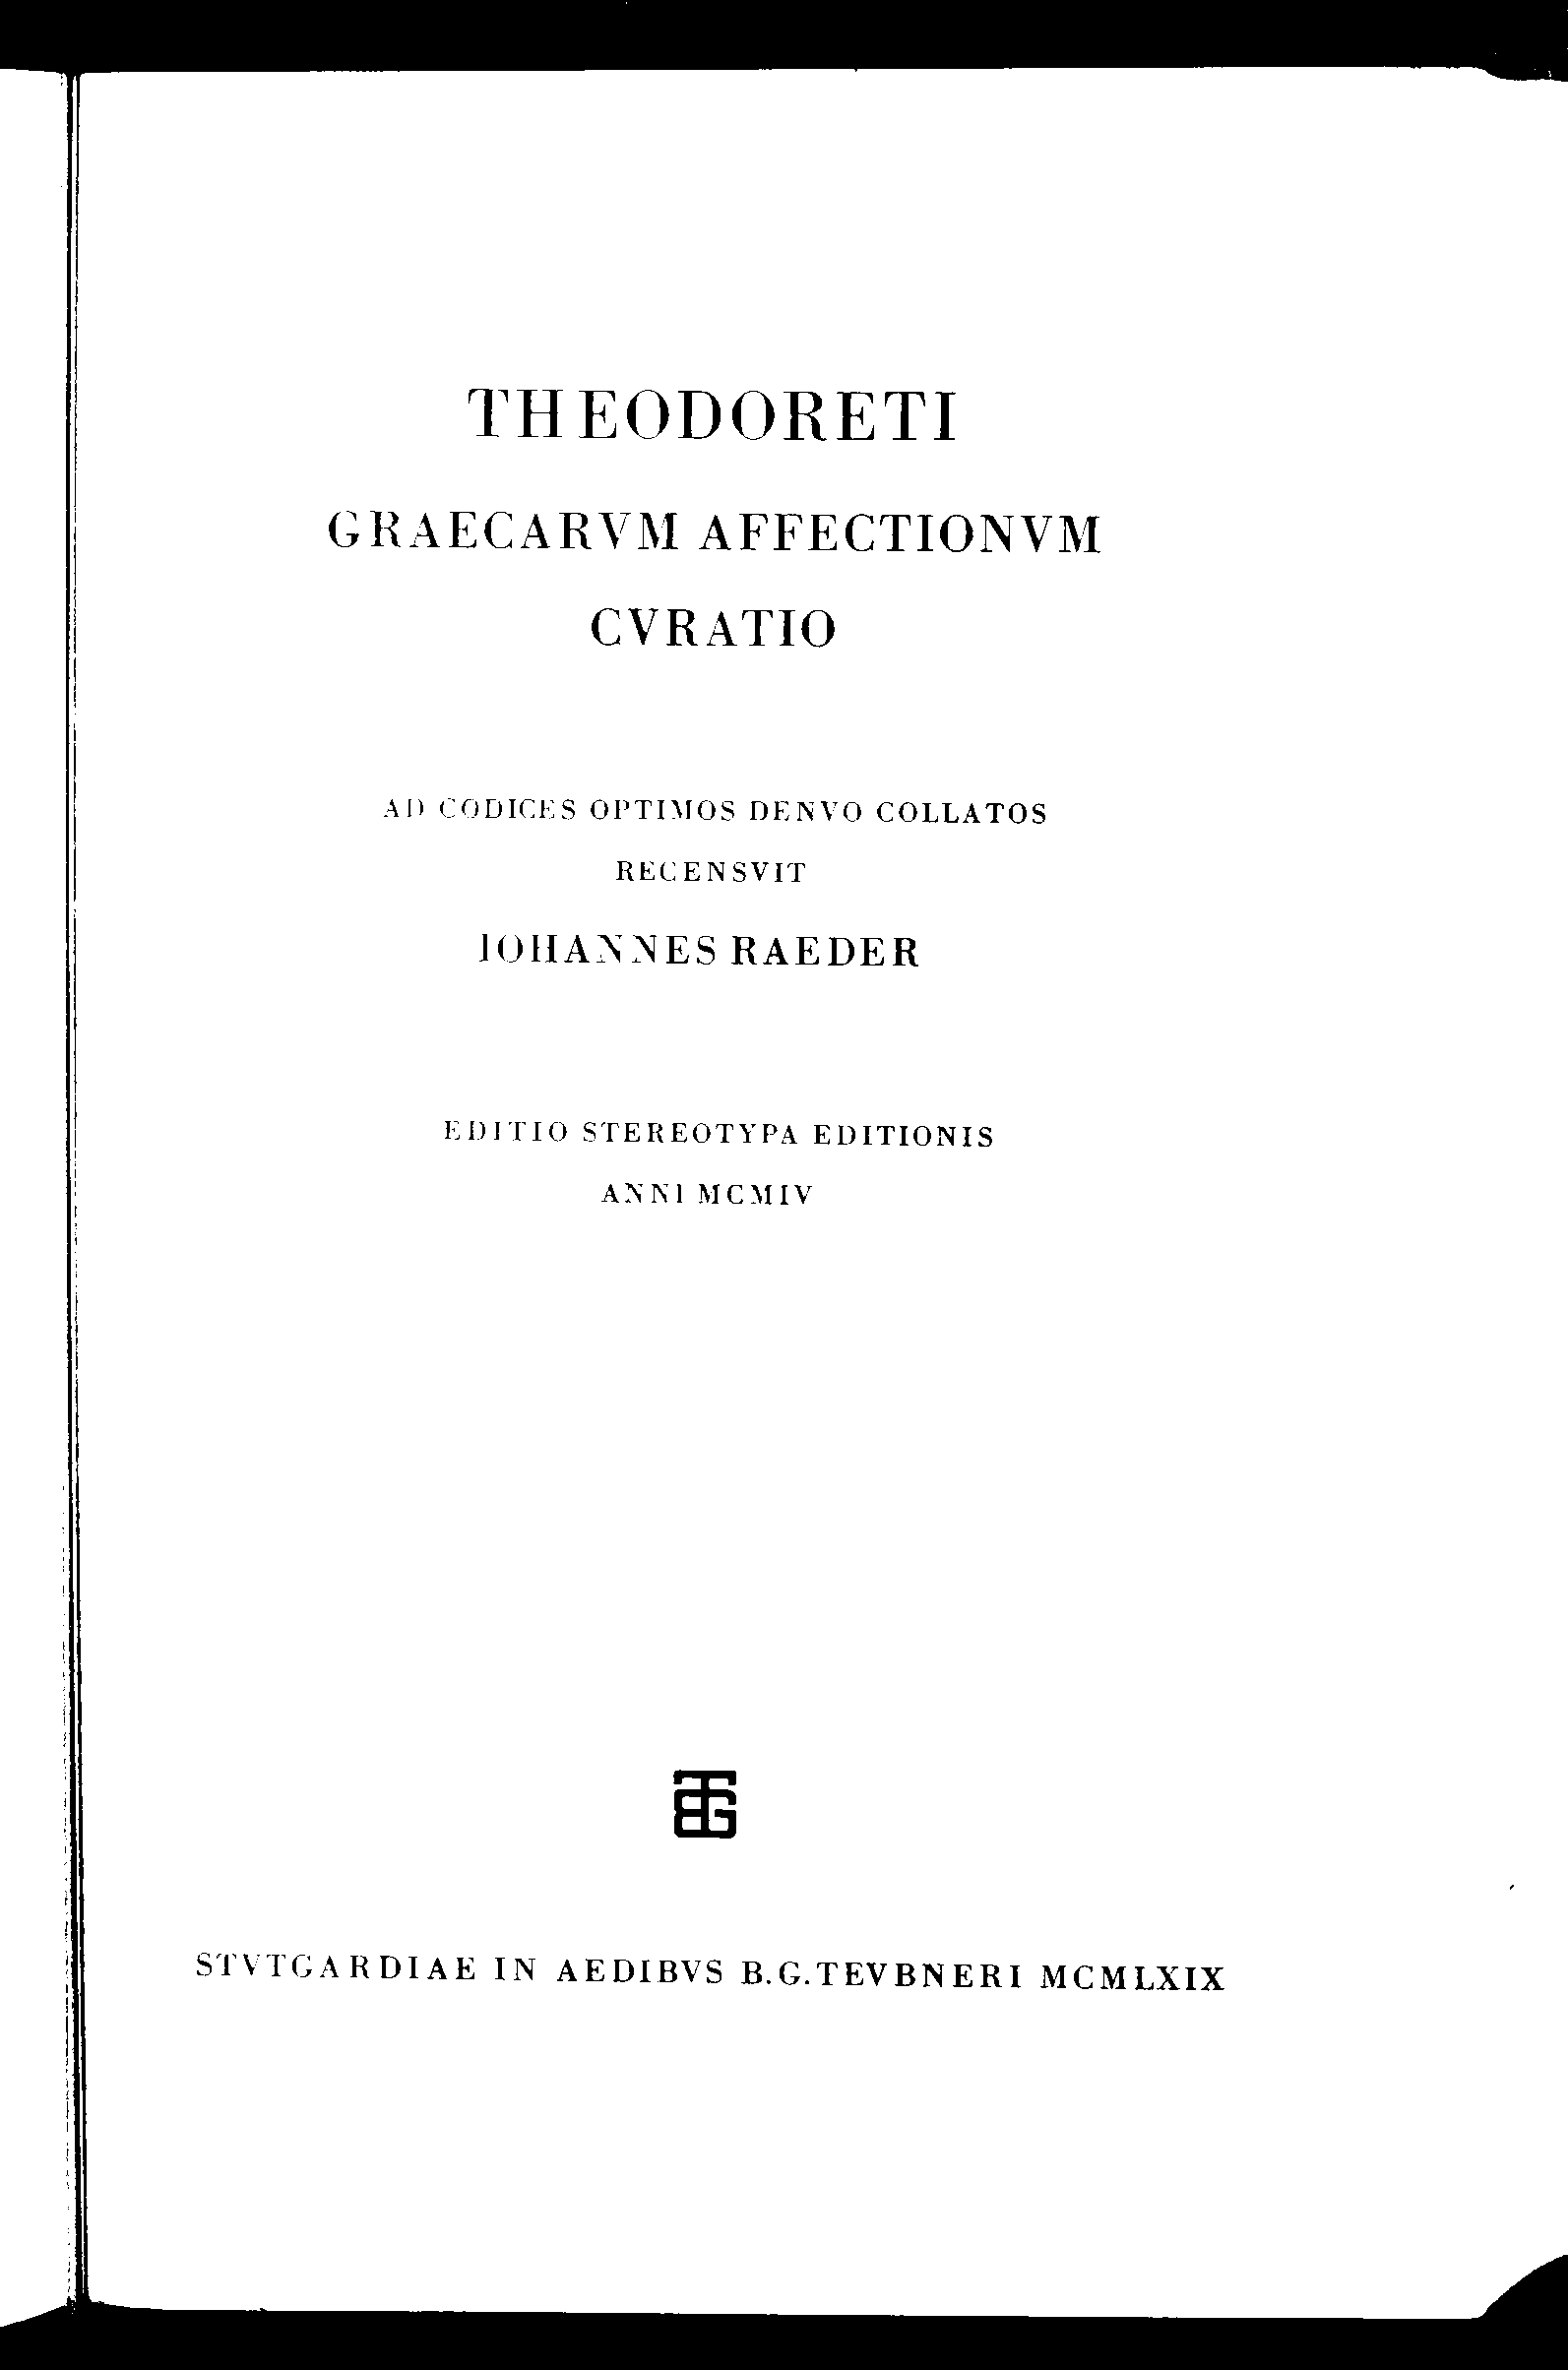 THEODORETI
GRAECARVM AFFECTIONVM
CVRATIO
AD CODICES OPTIMOS DENVO COLLATOS
RECENSVIT
IOHANNES RAEDER
EDITIO STEREOTYPA EDITIONIS
ANNI MCMIV
BTG
STVTGARDIAE IN AEDIBVS B.G.TEVBNERI MCMLXIX